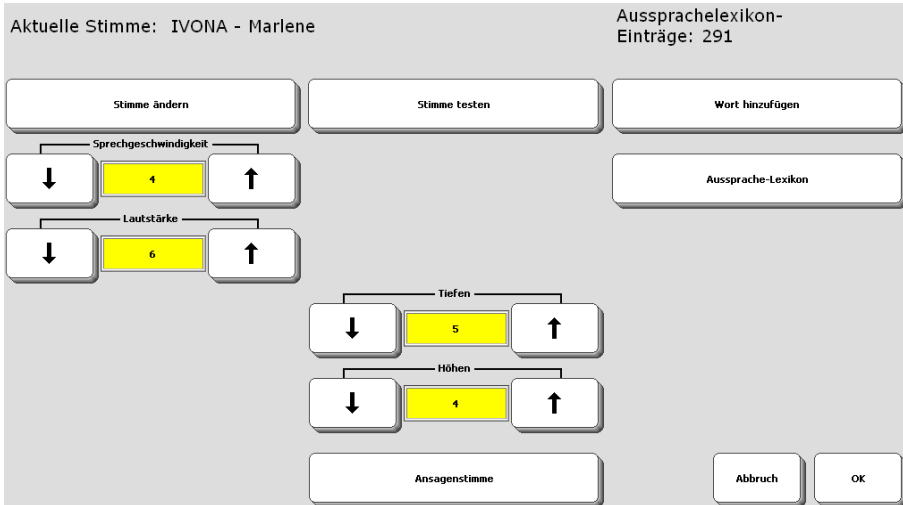 Aktuelle Stimme: IVONA - Marlene
Aussprachelexikon-
Einträge: 291
Stimme ändern
Stimme testen
Wort hinzufügen
Sprechgeschwindigkeit
↓ 4 ↑
Aussprache-Lexikon
Lautstärke
↓ 6 ↑
Tiefen
↓ 5 ↑
Höhen
↓ 4 ↑
Ansagenstimme
Abbruch
OK